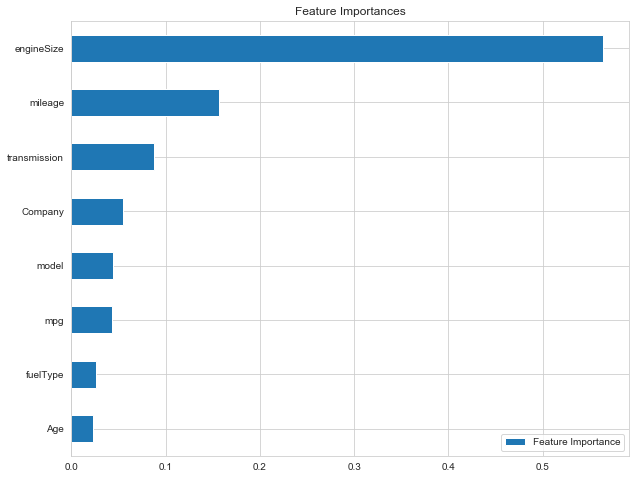 Feature Importances
engineSize
mileage
transmission
Company
model
mpg
fuelType
Age
Feature Importance
0.0 0.1 0.2 0.3 0.4 0.5